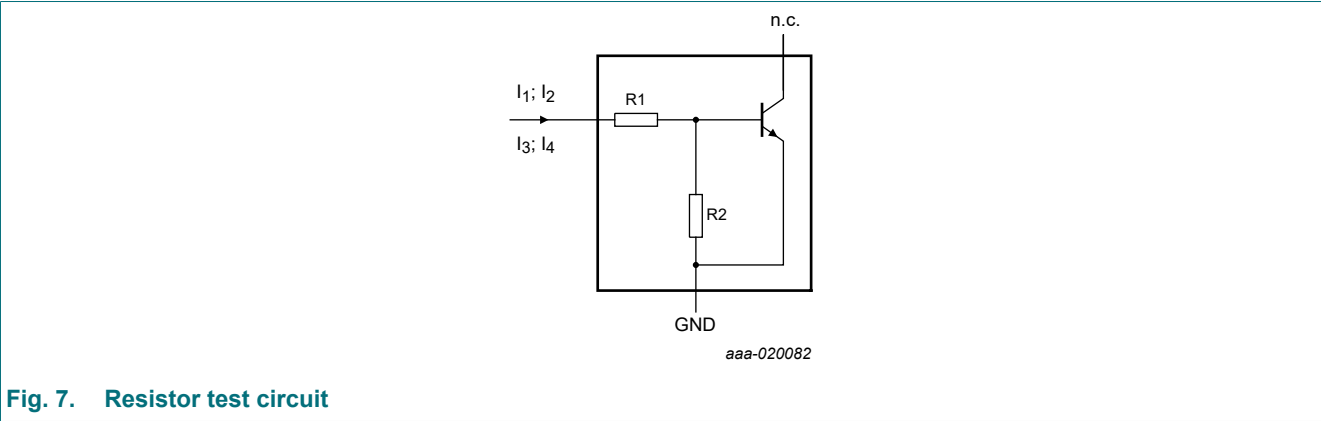 n.c.
I1; I2
R1
I3; I4
R2
GND
aaa-020082
Fig. 7. Resistor test circuit